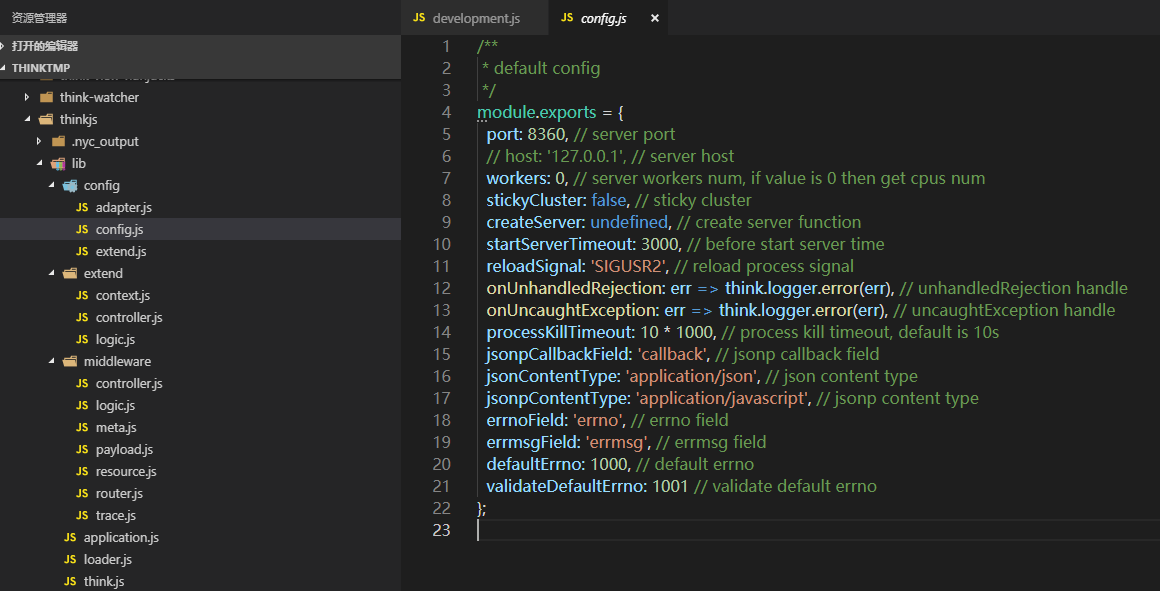 资源管理器
打开的编辑器
THINKTMP
think-watcher
thinkjs
.nyc_output
lib
config
JS adapter.js
JS config.js
JS extend.js
extend
JS context.js
JS controller.js
JS logic.js
middleware
JS controller.js
JS logic.js
JS meta.js
JS payload.js
JS resource.js
JS router.js
JS trace.js
JS application.js
JS loader.js
JS think.js
JS development.js
JS config.js ×
1 /**
2 * default config
3 */
4 module.exports = {
5 port: 8360, // server port
6 // host: '127.0.0.1', // server host
7 workers: 0, // server workers num, if value is 0 then get cpus num
8 stickyCluster: false, // sticky cluster
9 createServer: undefined, // create server function
10 startServerTimeout: 3000, // before start server time
11 reloadSignal: 'SIGUSR2', // reload process signal
12 onUnhandledRejection: err => think.logger.error(err), // unhandledRejection handle
13 onUncaughtException: err => think.logger.error(err), // uncaughtException handle
14 processKillTimeout: 10 * 1000, // process kill timeout, default is 10s
15 jsonpCallbackField: 'callback', // jsonp callback field
16 jsonContentType: 'application/json', // json content type
17 jsonpContentType: 'application/javascript', // jsonp content type
18 errnoField: 'errno', // errno field
19 errmsgField: 'errmsg', // errmsg field
20 defaultErrno: 1000, // default errno
21 validateDefaultErrno: 1001 // validate default errno
22 };
23